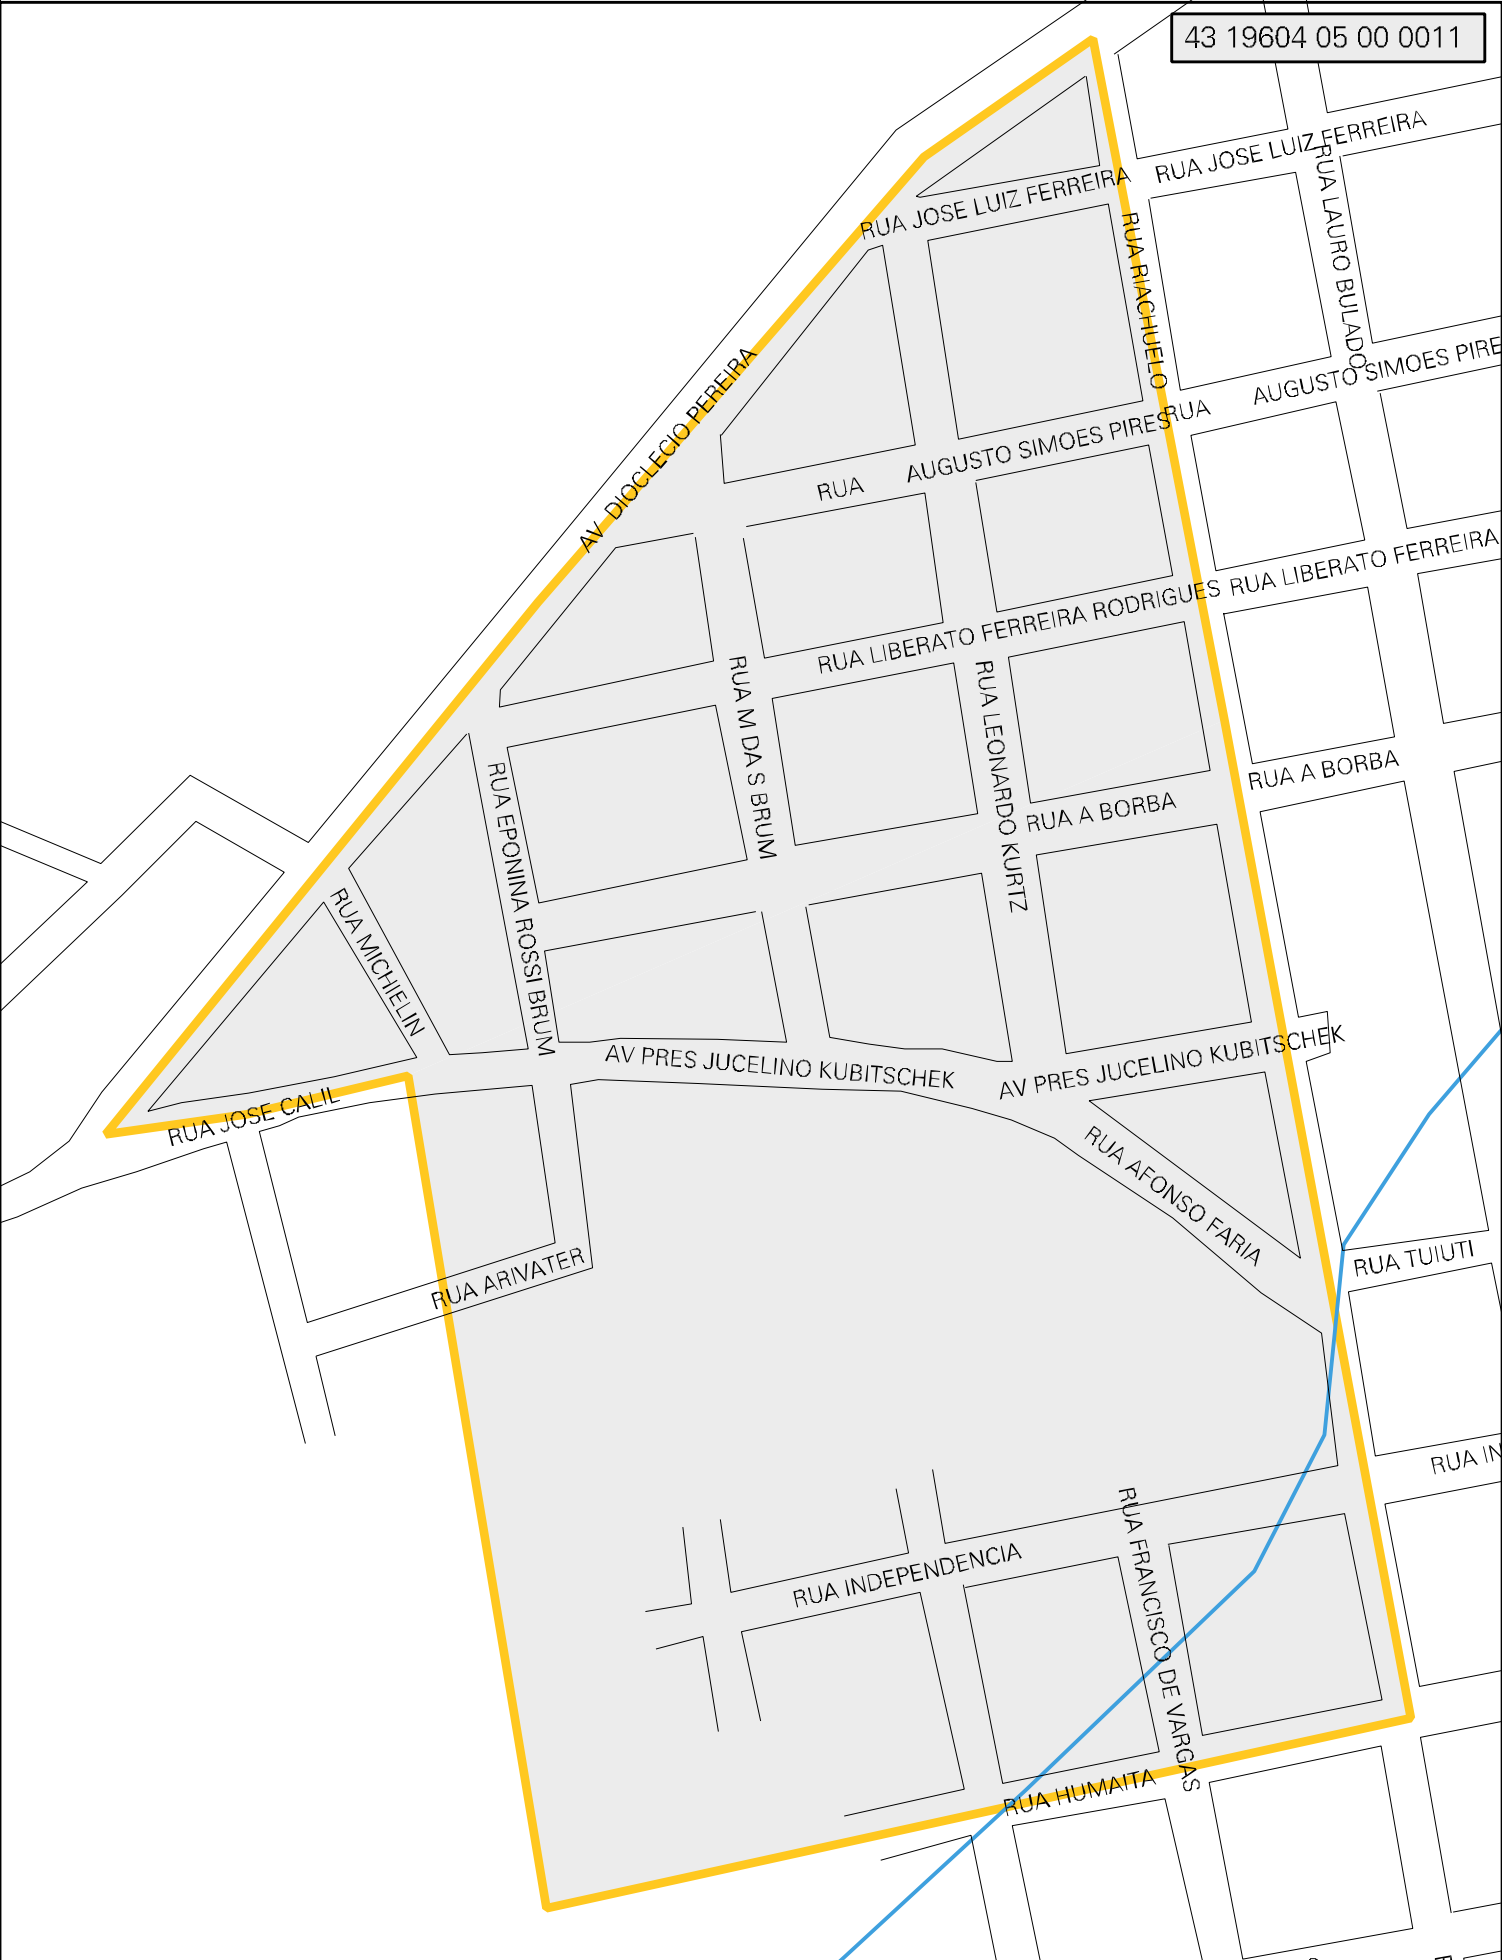 43 19604 05 00 0011
RUA JOSE LUIZ FERREIRA
RUA JOSE LUIZ FERREIRA
RUA LAURO BULADO
RUA RIACHUELO
AV DIOCLECIO PEREIRA
AUGUSTO SIMOES PIRE
RUA
RUA AUGUSTO SIMOES PIRES
RUA LIBERATO FERREIRA
RUA LIBERATO FERREIRA RODRIGUES
RUA M DA S BRUM
RUA LEONARDO KURTZ
RUA EPONINA ROSSI BRUM
RUA A BORBA
RUA A BORBA
RUA MICHIELIN
AV PRES JUCELINO KUBITSCHEK
AV PRES JUCELINO KUBITSCHEK
RUA JOSE CALIL
RUA AFONSO FARIA
RUA ARIVATER
RUA TUIUTI
RUA IN
RUA INDEPENDENCIA
RUA FRANCISCO DE VARGAS
RUA HUMAITA